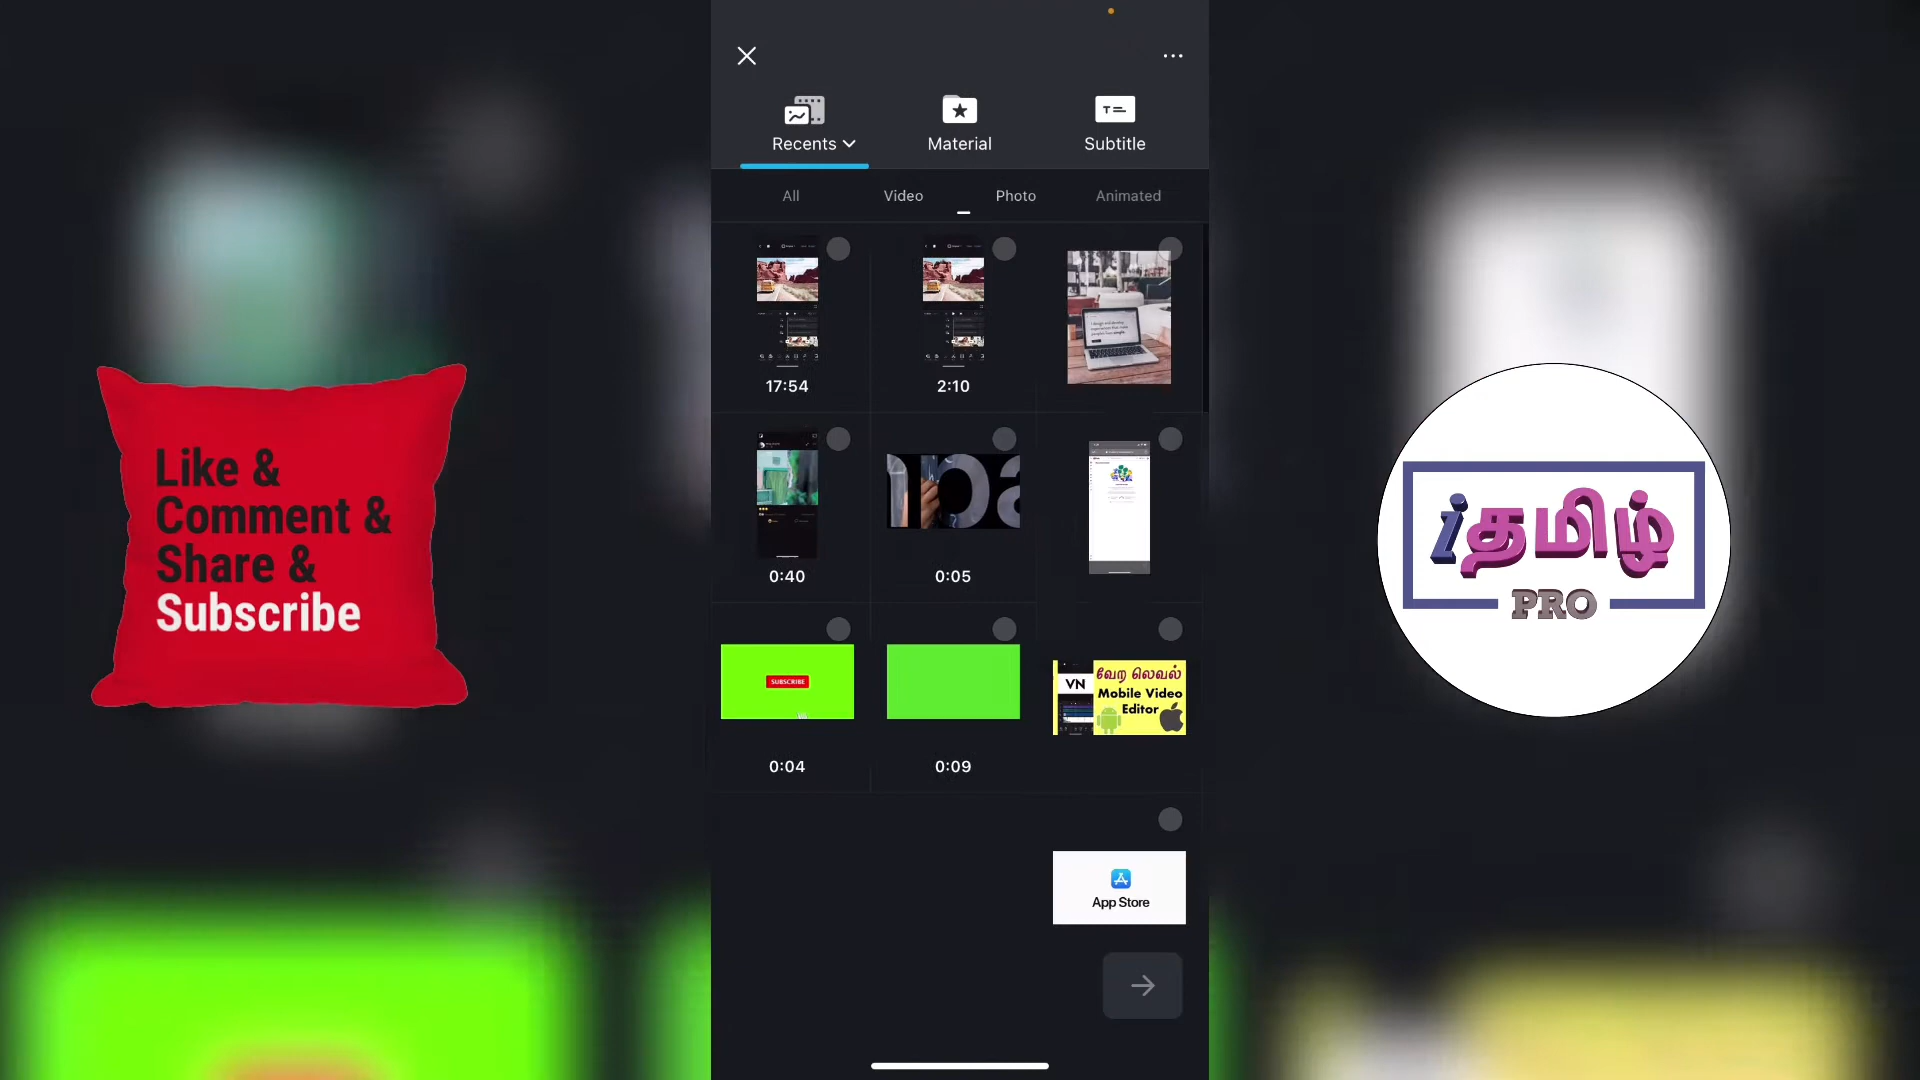 Recents
Material
Subtitle
All
Video
Photo
Animated
17:54
2:10
0:40
0:05
SUBSCRIBE
0:04
0:09
VN
வேற லெவல்
Mobile Video
Editor
App Store
Like &
Comment &
Share &
Subscribe
iதமிழ்
PRO